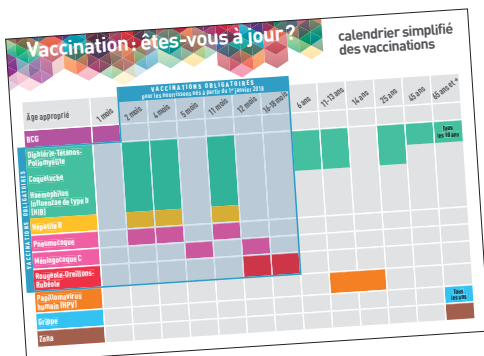 Vaccination : êtes-vous à jour ?
calendrier simplifié
des vaccinations
VACCINATIONS OBLIGATOIRES
pour les nourrissons nés à partir du 1er janvier 2018
Âge approprié
1 mois
2 mois
4 mois
5 mois
11 mois
12 mois
16-18 mois
6 ans
11-13 ans
14 ans
25 ans
45 ans
65 ans et +
BCG
VACCINATIONS OBLIGATOIRES
Diphtérie-Tétanos-
Poliomyélite
Tous
les 10 ans
Coqueluche
Haemophilus
Influenzae de type b
(HIB)
Hépatite B
Pneumocoque
Méningocoque C
Rougeole-Oreillons-
Rubéole
Papillomavirus
humain (HPV)
Grippe
Tous
les ans
Zona